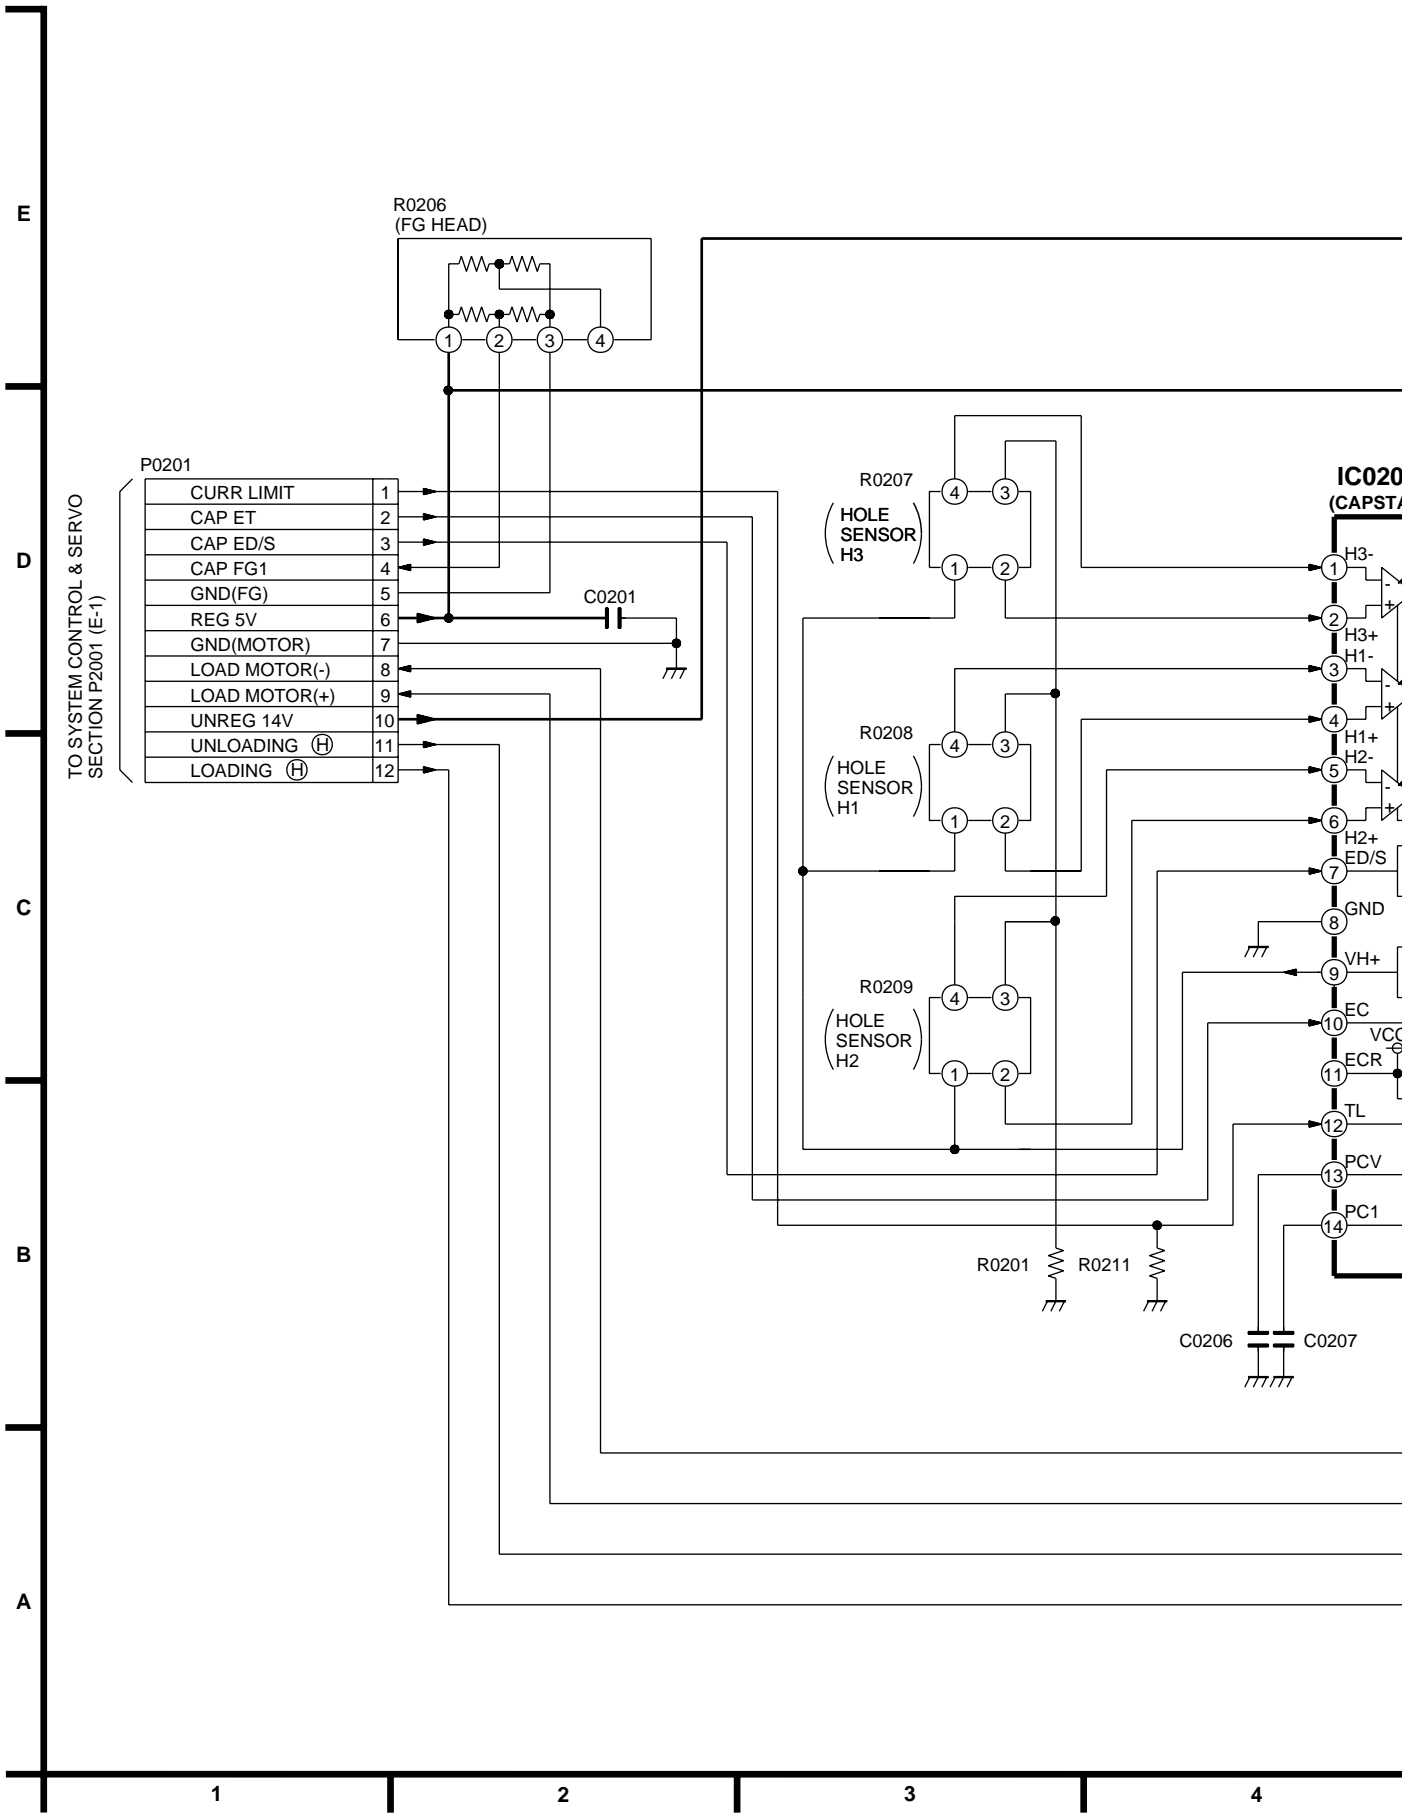 E
R0206
(FG HEAD)
1 2 3 4
P0201
TO SYSTEM CONTROL & SERVO
SECTION P2001 (E-1)
CURR LIMIT 1
CAP ET 2
CAP ED/S 3
CAP FG1 4
GND(FG) 5
REG 5V 6
GND(MOTOR) 7
LOAD MOTOR(-) 8
LOAD MOTOR(+) 9
UNREG 14V 10
UNLOADING H 11
LOADING H 12
C0201
D
R0207
(HOLE
SENSOR
H3)
4 3
1 2
R0208
(HOLE
SENSOR
H1)
4 3
1 2
C
R0209
(HOLE
SENSOR
H2)
4 3
1 2
IC020
(CAPSTA
1 H3-
- +
2 H3+
3 H1-
- +
4 H1+
5 H2-
- +
6 H2+
7 ED/S
8 GND
9 VH+
10 EC
VCC
11 ECR
12 TL
13 PCV
14 PC1
B
R0201
R0211
C0206
C0207
A
1 2 3 4